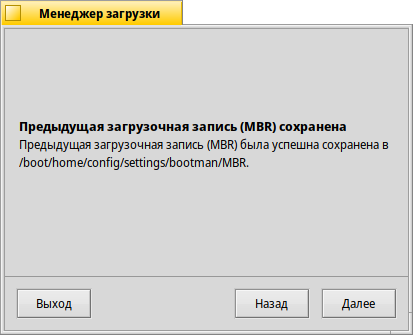 Менеджер загрузки
Предыдущая загрузочная запись (MBR) сохранена
Предыдущая загрузочная запись (MBR) была успешна сохранена в
/boot/home/config/settings/bootman/MBR.
Выход
Назад
Далее